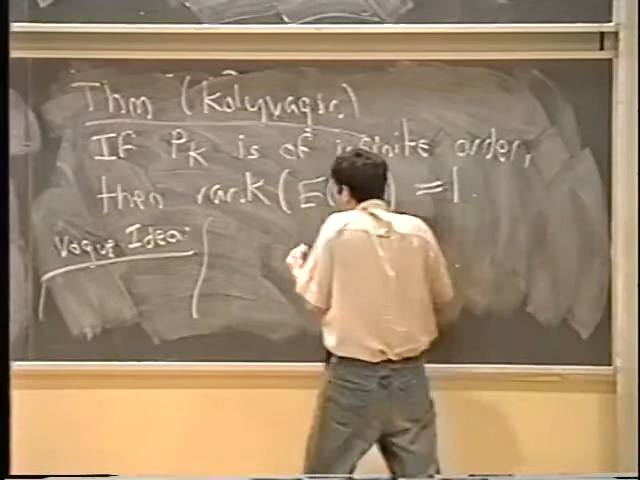 Thm (Kolyvagin)
If P_K is of infinite order,
then rank(E( ) = 1.
Vague Idea: